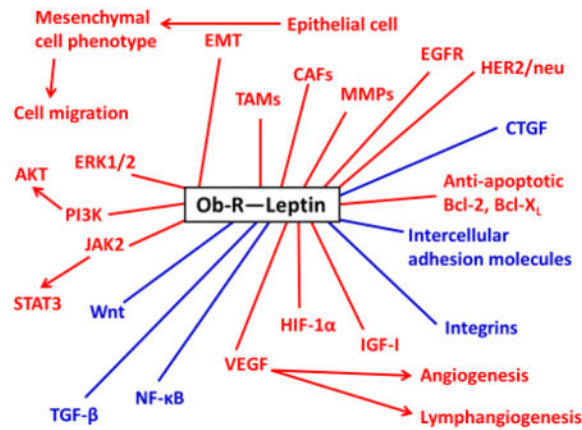 Mesenchymal
cell phenotype
Epithelial cell
EMT
Cell migration
TAMs
CAFs
MMPs
EGFR
HER2/neu
CTGF
ERK1/2
AKT
PI3K
JAK2
STAT3
Ob-R—Leptin
Anti-apoptotic
Bcl-2, Bcl-XL
Intercellular
adhesion molecules
Integrins
Wnt
TGF-β
NF-κB
VEGF
HIF-1α
IGF-I
Angiogenesis
Lymphangiogenesis